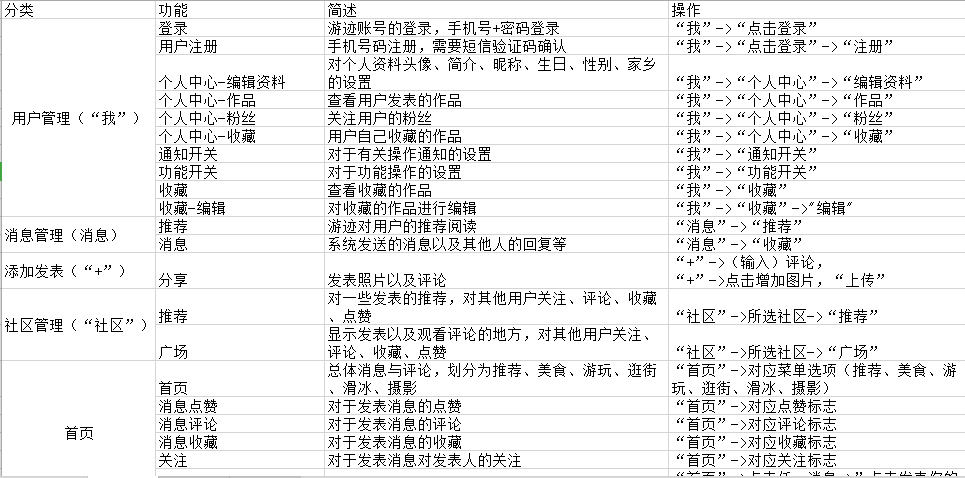 分类 功能 简述 操作
用户管理（“我”） 登录 游迹账号的登录，手机号+密码登录 “我”->“点击登录”
用户注册 手机号码注册，需要短信验证码确认 “我”->“点击登录”->“注册”
个人中心-编辑资料 对个人资料头像、简介、昵称、生日、性别、家乡
的设置 “我”->“个人中心”->“编辑资料”
个人中心-作品 查看用户发表的作品 “我”->“个人中心”->“作品”
个人中心-粉丝 关注用户的粉丝 “我”->“个人中心”->“粉丝”
个人中心-收藏 用户自己收藏的作品 “我”->“个人中心”->“收藏”
通知开关 对于有关操作通知的设置 “我”->“通知开关”
功能开关 对于功能操作的设置 “我”->“功能开关”
收藏 查看收藏的作品 “我”->“收藏”
收藏-编辑 对收藏的作品进行编辑 “我”->“收藏”->"编辑"
消息管理（消息） 推荐 游迹对用户的推荐阅读 “消息”->“推荐”
消息 系统发送的消息以及其他人的回复等 “消息”->“收藏”
添加发表（“+”） 分享 发表照片以及评论 “+”->（输入）评论，
“+”->点击增加图片，“上传”
社区管理（“社区”） 推荐 对一些发表的推荐，对其他用户关注、评论、收藏
、点赞 “社区”->所选社区->“推荐”
广场 显示发表以及观看评论的地方，对其他用户关注、
评论、收藏、点赞 “社区”->所选社区->“广场”
首页 首页 总体消息与评论，划分为推荐、美食、游玩、逛街
、滑冰、摄影 “首页”->对应菜单选项（推荐、美食、游
玩、逛街、滑冰、摄影）
消息点赞 对于发表消息的点赞 “首页”->对应点赞标志
消息评论 对于发表消息的评论 “首页”->对应评论标志
消息收藏 对于发表消息的收藏 “首页”->对应收藏标志
关注 对于发表消息对发表人的关注 “首页”->对应关注标志